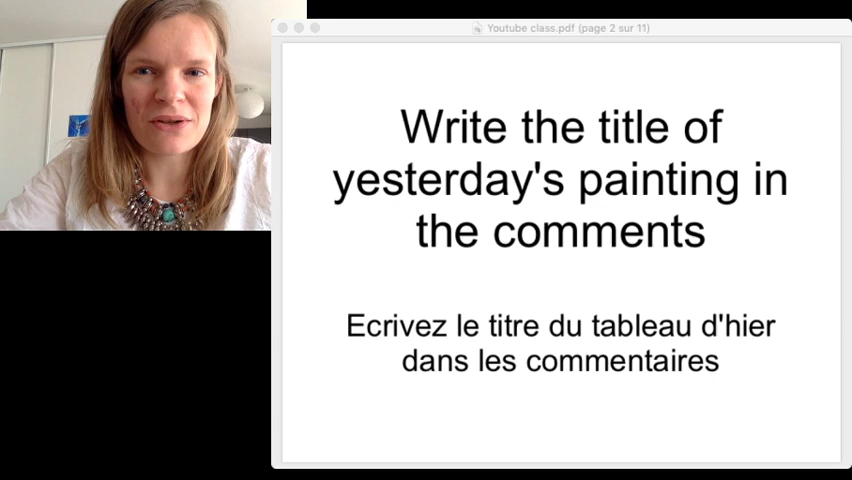 Youtube class.pdf (page 2 sur 11)
Write the title of
yesterday's painting in
the comments
Ecrivez le titre du tableau d'hier
dans les commentaires